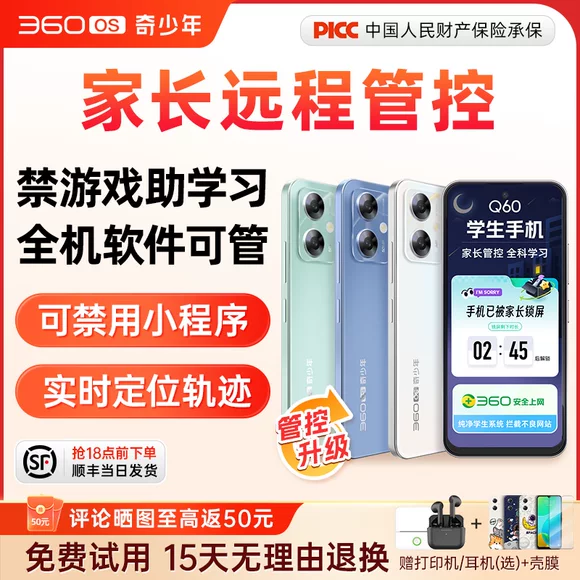 360 OS 奇少年
PICC 中国人民财产保险承保
家长远程管控
禁游戏助学习
全机软件可管
可禁用小程序
实时定位轨迹
Q60
学生手机
家长管控 全科学习
I'M SORRY
手机已被家长锁屏
02 : 45
后解锁
360 安全上网
纯净学生系统 拦截不良网站
360 奇少年
管控
升级
SF
抢18点前下单
顺丰当日发货
50元
评论晒图至高返50元
免费试用 15天无理由退换
赠打印机/耳机(选)+壳膜